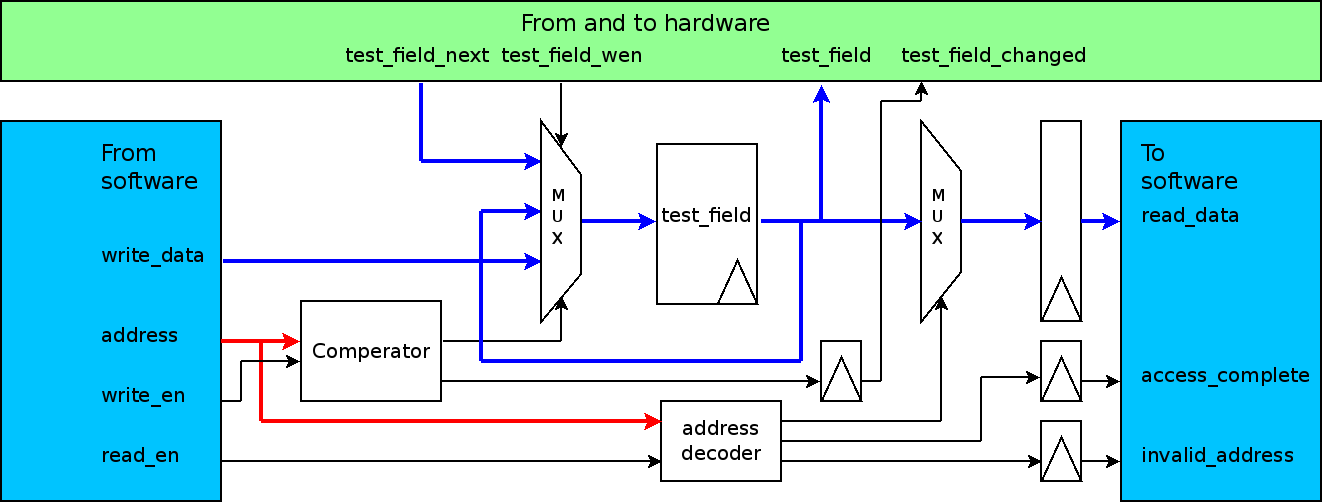 From and to hardware
test_field_next test_field_wen test_field test_field_changed
From
software
write_data
address
write_en
read_en
Comperator
M
U
X
test_field
address
decoder
M
U
X
To
software
read_data
access_complete
invalid_address